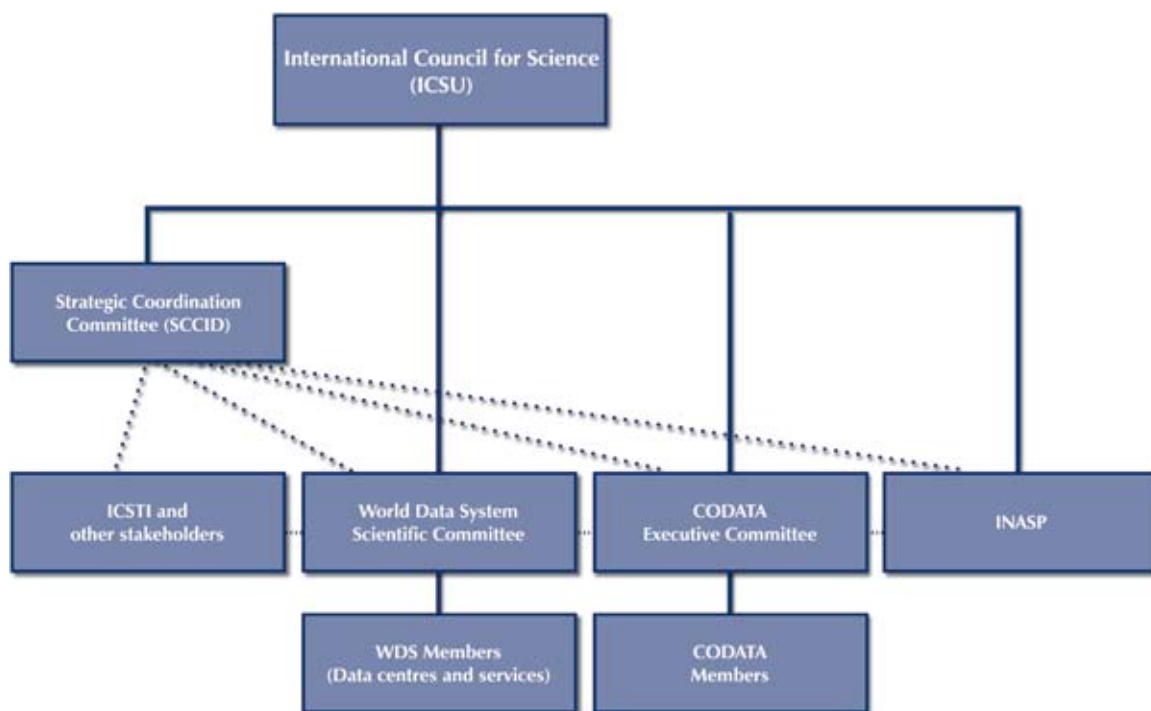 International Council for Science
(ICSU)
Strategic Coordination
Committee (SCCID)
ICSTI and
other stakeholders
World Data System
Scientific Committee
CODATA
Executive Committee
INASP
WDS Members
(Data centres and services)
CODATA
Members